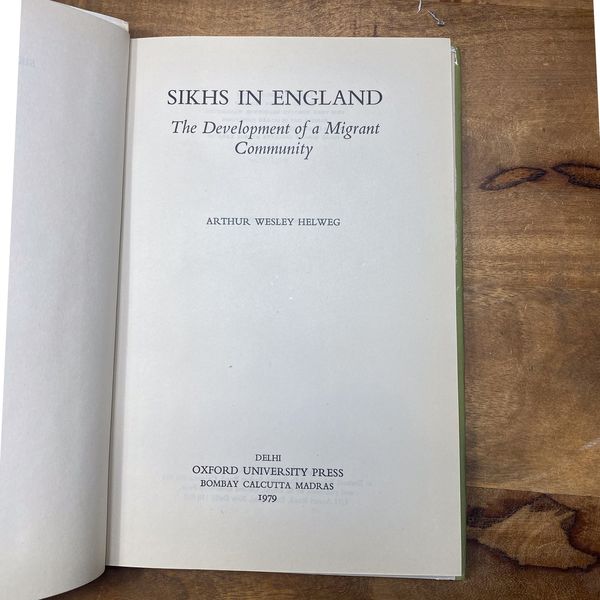 SIKHS IN ENGLAND
The Development of a Migrant
Community
ARTHUR WESLEY HELWEG
DELHI
OXFORD UNIVERSITY PRESS
BOMBAY CALCUTTA MADRAS
1979